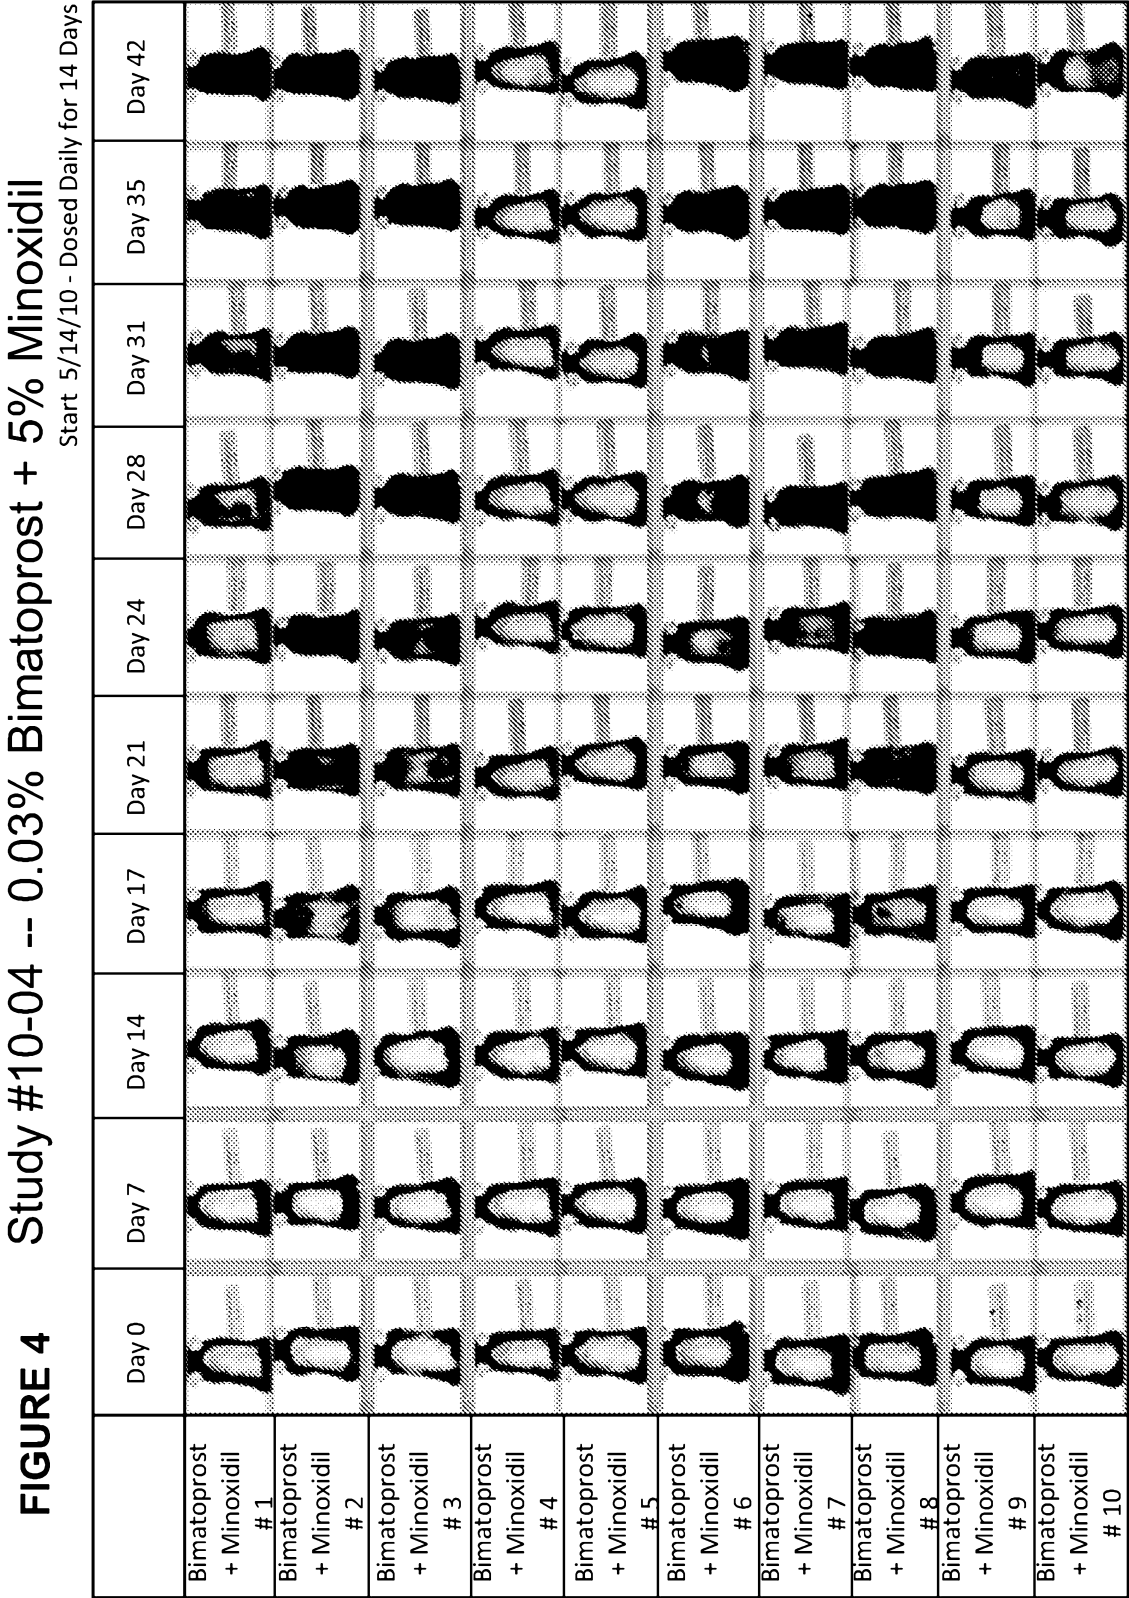 FIGURE 4 Study #10-04 -- 0.03% Bimatoprost + 5% Minoxidil
Start 5/14/10 - Dosed Daily for 14 Days
Day 0 Day 7 Day 14 Day 17 Day 21 Day 24 Day 28 Day 31 Day 35 Day 42
Bimatoprost
+ Minoxidil
# 1
Bimatoprost
+ Minoxidil
# 2
Bimatoprost
+ Minoxidil
# 3
Bimatoprost
+ Minoxidil
# 4
Bimatoprost
+ Minoxidil
# 5
Bimatoprost
+ Minoxidil
# 6
Bimatoprost
+ Minoxidil
# 7
Bimatoprost
+ Minoxidil
# 8
Bimatoprost
+ Minoxidil
# 9
Bimatoprost
+ Minoxidil
# 10